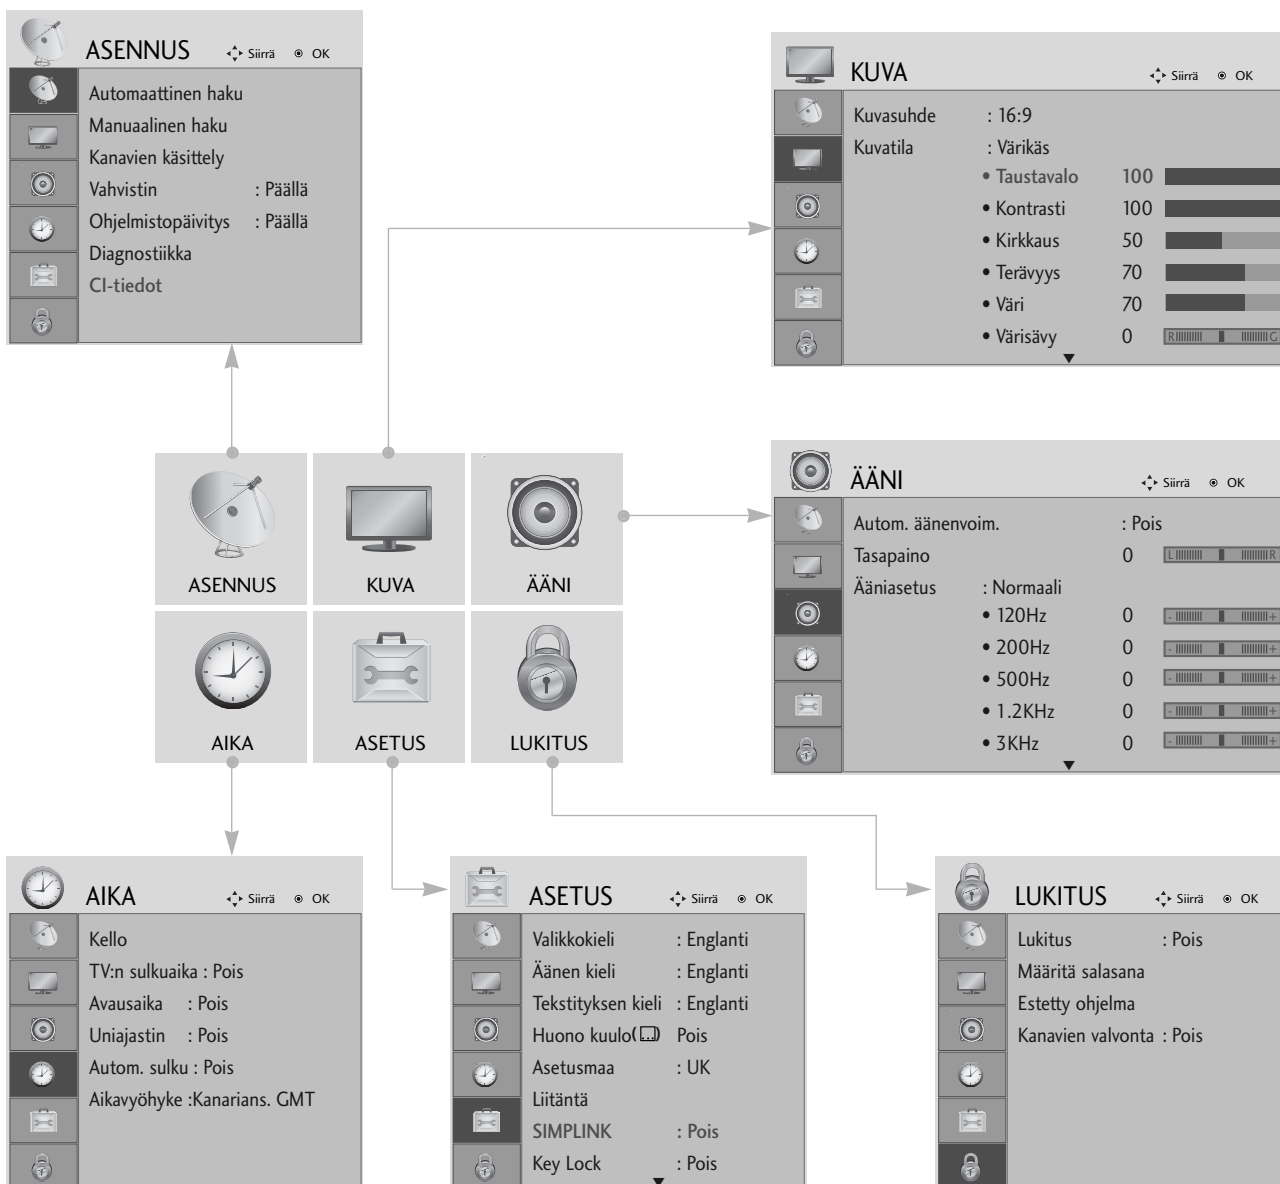 ASENNUS Siirrä OK
Automaattinen haku
Manuaalinen haku
Kanavien käsittely
Vahvistin : Päällä
Ohjelmistopäivitys : Päällä
Diagnostiikka
CI-tiedot
KUVA Siirrä OK
Kuvasuhde : 16:9
Kuvatila : Värikäs
• Taustavalo 100
• Kontrasti 100
• Kirkkaus 50
• Terävyys 70
• Väri 70
• Värisävy 0 R G
ASENNUS KUVA ÄÄNI
AIKA ASETUS LUKITUS
ÄÄNI Siirrä OK
Autom. äänenvoim. : Pois
Tasapaino 0 L R
Ääniasetus : Normaali
• 120Hz 0 - +
• 200Hz 0 - +
• 500Hz 0 - +
• 1.2KHz 0 - +
• 3KHz 0 - +
AIKA Siirrä OK
Kello
TV:n sulkuaika : Pois
Avausaika : Pois
Uniajastin : Pois
Autom. sulku : Pois
Aikavyöhyke :Kanarians. GMT
ASETUS Siirrä OK
Valikkokieli : Englanti
Äänen kieli : Englanti
Tekstityksen kieli : Englanti
Huono kuulo( ) Pois
Asetusmaa : UK
Liitäntä
SIMPLINK : Pois
Key Lock : Pois
LUKITUS Siirrä OK
Lukitus : Pois
Määritä salasana
Estetty ohjelma
Kanavien valvonta : Pois